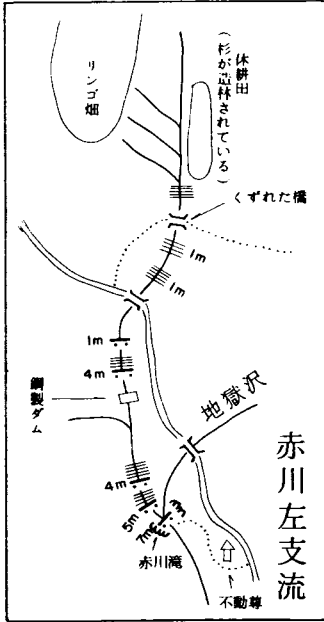 リンゴ畑
休耕田
(杉が造林されている)
くずれた橋
1m
1m
1m
4m
鋼製ダム
地獄沢
4m
5m
7m
赤川滝
不動尊
赤川左支流